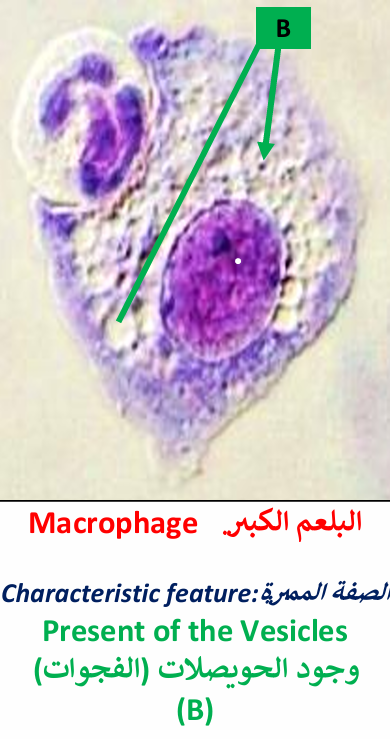 B
Macrophage البلعم الكبير
Characteristic feature:الصفة المميزة
Present of the Vesicles
وجود الحويصلات (الفجوات)
(B)